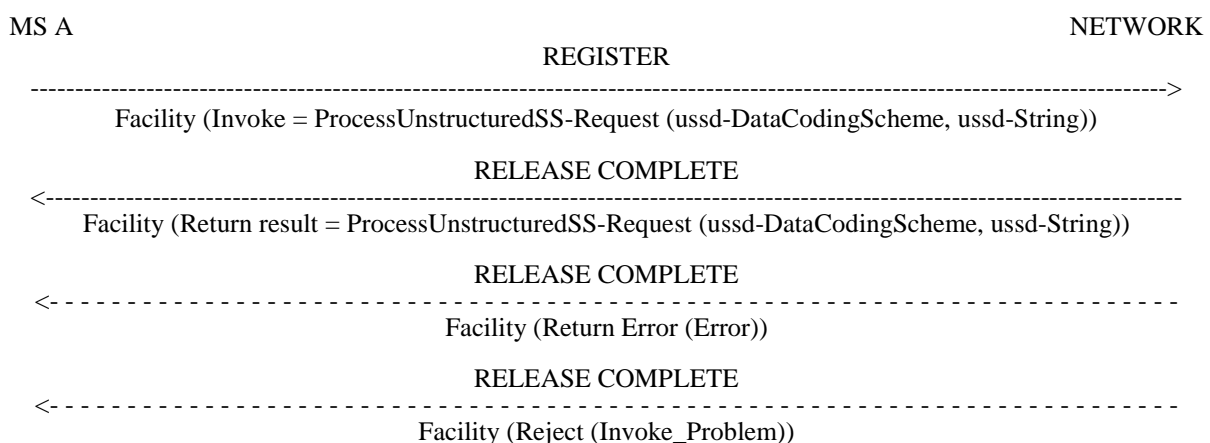 MS A NETWORK
REGISTER
Facility (Invoke = ProcessUnstructuredSS-Request (ussd-DataCodingScheme, ussd-String))
RELEASE COMPLETE
Facility (Return result = ProcessUnstructuredSS-Request (ussd-DataCodingScheme, ussd-String))
RELEASE COMPLETE
Facility (Return Error (Error))
RELEASE COMPLETE
Facility (Reject (Invoke_Problem))